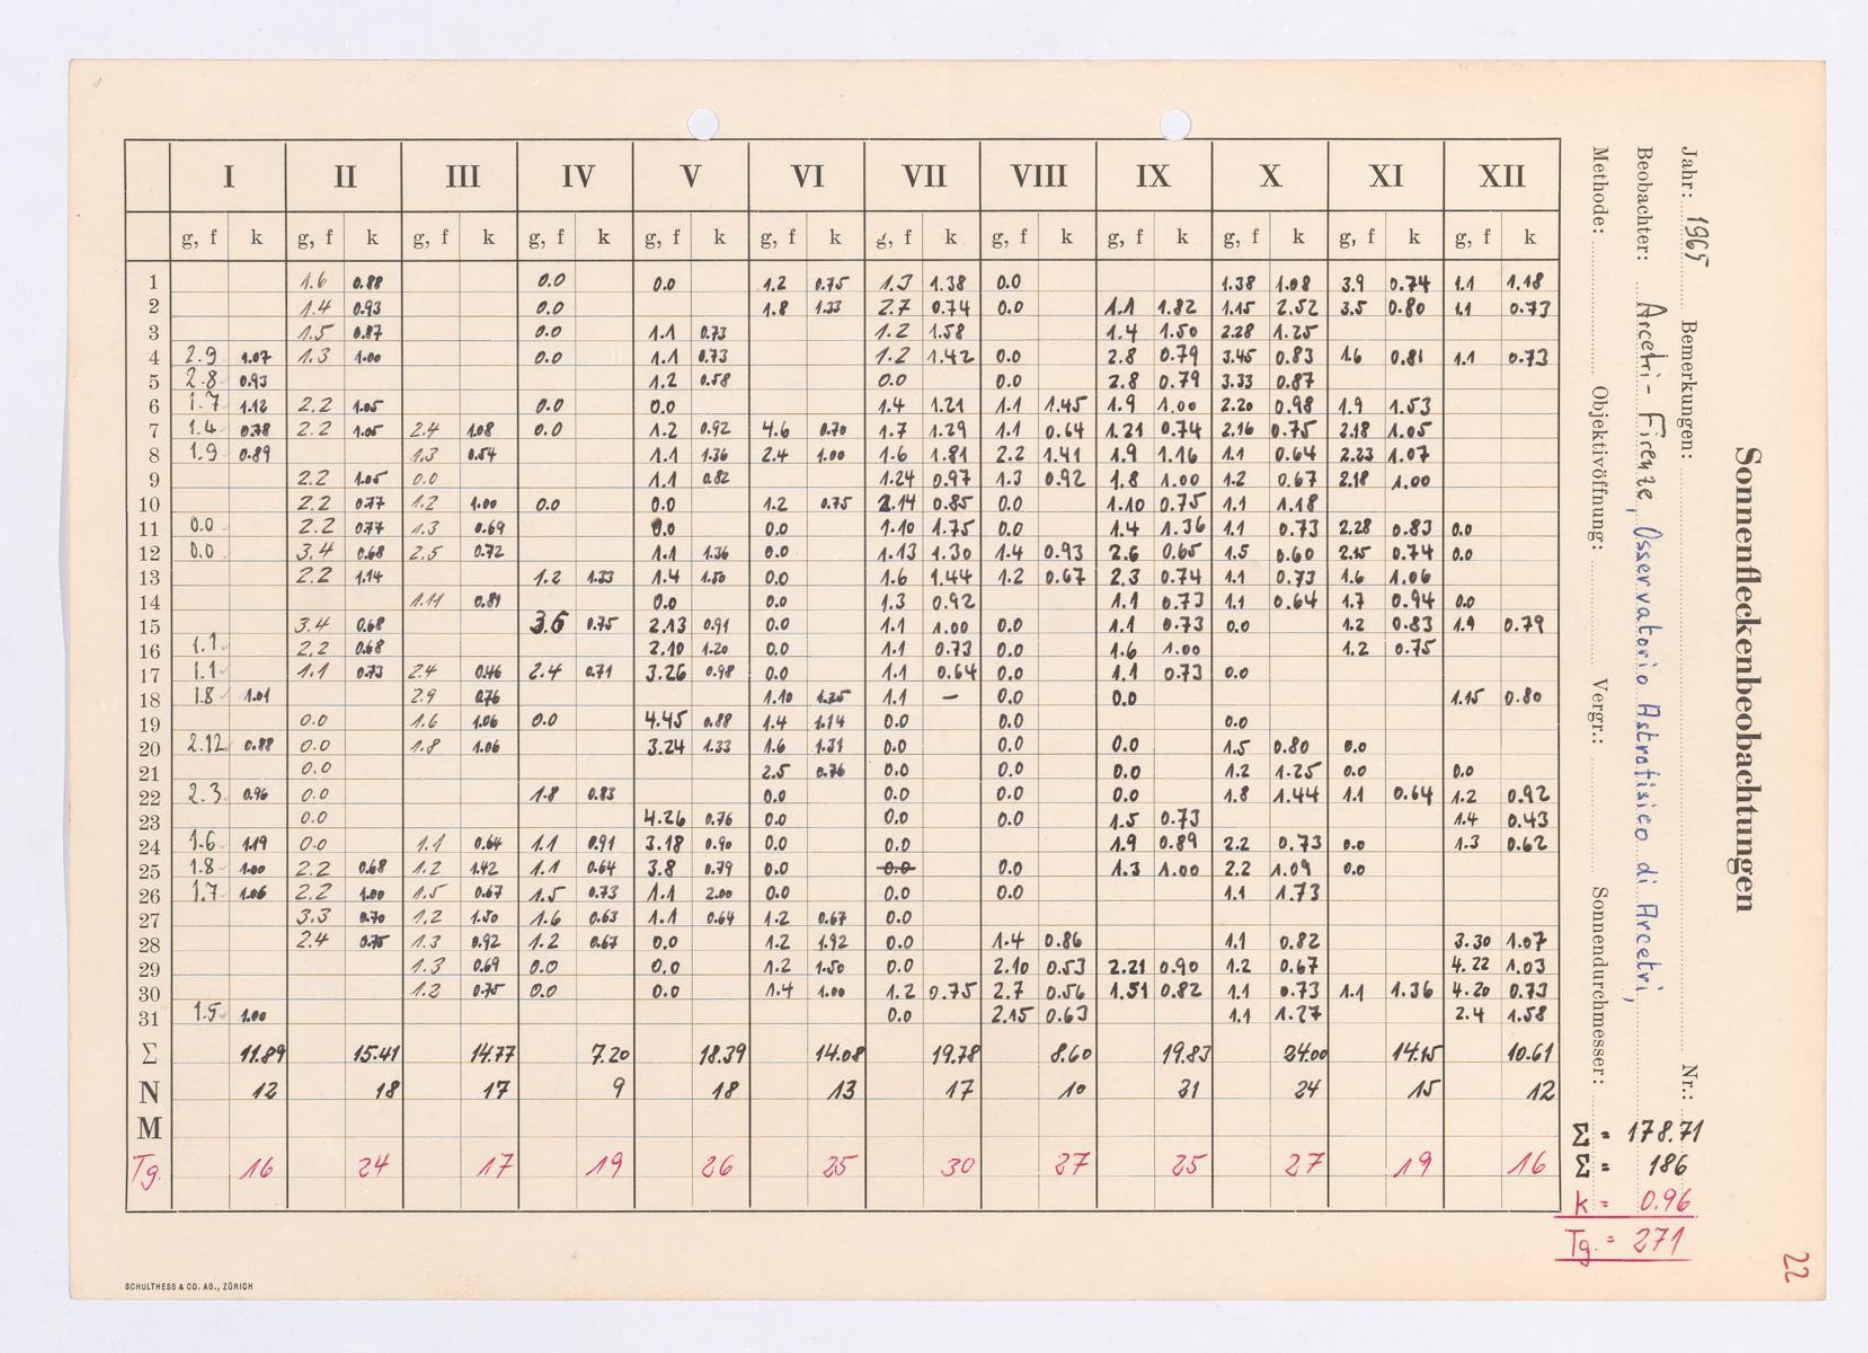 I II III IV V VI VII VIII IX X XI XII
g, f k g, f k g, f k g, f k g, f k g, f k g, f k g, f k g, f k g, f k g, f k g, f k
1 1.6 0.88 0.0 0.0 1.2 0.75 1.3 1.38 0.0 1.38 1.08 3.9 0.74 1.1 1.18
2 1.4 0.93 0.0 1.8 1.33 2.7 0.74 0.0 1.1 1.82 1.15 2.52 3.5 0.80 1.1 0.73
3 1.5 0.87 0.0 1.1 0.73 1.2 1.58 1.4 1.50 2.28 1.25
4 2.9 1.07 1.3 1.00 0.0 1.1 0.73 1.2 1.42 0.0 2.8 0.79 3.45 0.83 1.6 0.81 1.1 0.73
5 2.8 0.93 1.2 0.58 0.0 0.0 2.8 0.79 3.33 0.87
6 1.7 1.12 2.2 1.05 0.0 0.0 1.4 1.21 1.1 1.45 1.9 1.00 2.20 0.98 1.9 1.53
7 1.4 0.78 2.2 1.05 2.4 1.08 0.0 1.2 0.92 4.6 0.70 1.7 1.29 1.1 0.64 1.21 0.74 2.16 0.75 2.18 1.05
8 1.9 0.89 1.3 0.54 1.1 1.36 2.4 1.00 1.6 1.81 2.2 1.41 1.9 1.16 1.1 0.64 2.23 1.07
9 2.2 1.05 0.0 1.1 0.82 1.24 0.97 1.3 0.92 1.8 1.00 1.2 0.67 2.18 1.00
10 2.2 0.77 1.2 1.00 0.0 0.0 1.2 0.75 2.14 0.85 0.0 1.10 0.75 1.1 1.18
11 0.0 2.2 0.77 1.3 0.69 0.0 0.0 1.10 1.75 0.0 1.4 1.36 1.1 0.73 2.28 0.83 0.0
12 0.0 3.4 0.68 2.5 0.72 1.1 1.36 0.0 1.13 1.30 1.4 0.93 2.6 0.65 1.5 0.60 2.15 0.74 0.0
13 2.2 1.14 1.2 1.33 1.4 1.50 0.0 1.6 1.44 1.2 0.67 2.3 0.74 1.1 0.73 1.6 1.06
14 1.11 0.81 0.0 0.0 1.3 0.92 1.1 0.73 1.1 0.64 1.7 0.94 0.0
15 3.4 0.68 3.6 0.75 2.13 0.91 0.0 1.1 1.00 0.0 1.1 0.73 0.0 1.2 0.83 1.9 0.79
16 1.1 2.2 0.68 2.10 1.20 0.0 1.1 0.73 0.0 1.6 1.00 1.2 0.75
17 1.1 1.1 0.73 2.4 0.46 2.4 0.71 3.26 0.98 0.0 1.1 0.64 0.0 1.1 0.73 0.0
18 1.8 1.01 2.9 0.76 1.10 1.25 1.1 – 0.0 0.0 1.15 0.80
19 0.0 1.6 1.06 0.0 4.45 0.88 1.4 1.14 0.0 0.0 0.0
20 2.12 0.88 0.0 1.8 1.06 3.24 1.33 1.6 1.31 0.0 0.0 0.0 1.5 0.80 0.0
21 0.0 2.5 0.76 0.0 0.0 0.0 1.2 1.25 0.0 0.0
22 2.3 0.96 0.0 1.8 0.83 0.0 0.0 0.0 0.0 1.8 1.44 1.1 0.64 1.2 0.92
23 0.0 4.26 0.76 0.0 0.0 0.0 1.5 0.73 1.4 0.43
24 1.6 1.19 0.0 1.1 0.64 1.1 0.91 3.18 0.90 0.0 0.0 1.9 0.89 2.2 0.73 0.0 1.3 0.62
25 1.8 1.00 2.2 0.68 1.2 1.42 1.1 0.64 3.8 0.79 0.0 0.0 0.0 1.3 1.00 2.2 1.09 0.0
26 1.7 1.06 2.2 1.00 1.5 0.67 1.5 0.73 1.1 2.00 0.0 0.0 0.0 1.1 1.73
27 3.3 0.70 1.2 1.50 1.6 0.63 1.1 0.64 1.2 0.67 0.0
28 2.4 0.75 1.3 0.92 1.2 0.67 0.0 1.2 1.92 0.0 1.4 0.86 1.1 0.82 3.30 1.07
29 1.3 0.69 0.0 0.0 1.2 1.50 0.0 2.10 0.53 2.21 0.90 1.2 0.67 4.22 1.03
30 1.2 0.75 0.0 0.0 1.4 1.00 1.2 0.75 2.7 0.56 1.51 0.82 1.1 0.73 1.1 1.36 4.20 0.73
31 1.5 1.00 0.0 2.15 0.63 1.1 1.27 2.4 1.58
Σ 11.89 15.41 14.77 7.20 18.39 14.08 19.78 8.60 19.83 24.00 14.15 10.61
N 12 18 17 9 18 13 17 10 21 24 15 12
M
Tg. 16 24 17 19 26 25 30 27 25 27 19 16
Sonnenfleckenbeobachtungen
Jahr: 1965 Bemerkungen: Nr.:
Beobachter: Arcetri - Firenze, Osservatorio Astrofisico di Arcetri,
Methode: Objektivöffnung: Vergr.: Sonnendurchmesser:
Σ = 178.71
Σ = 186
k = 0.96
Tg. = 271
22
SCHULTHESS & CO. AG., ZÜRICH